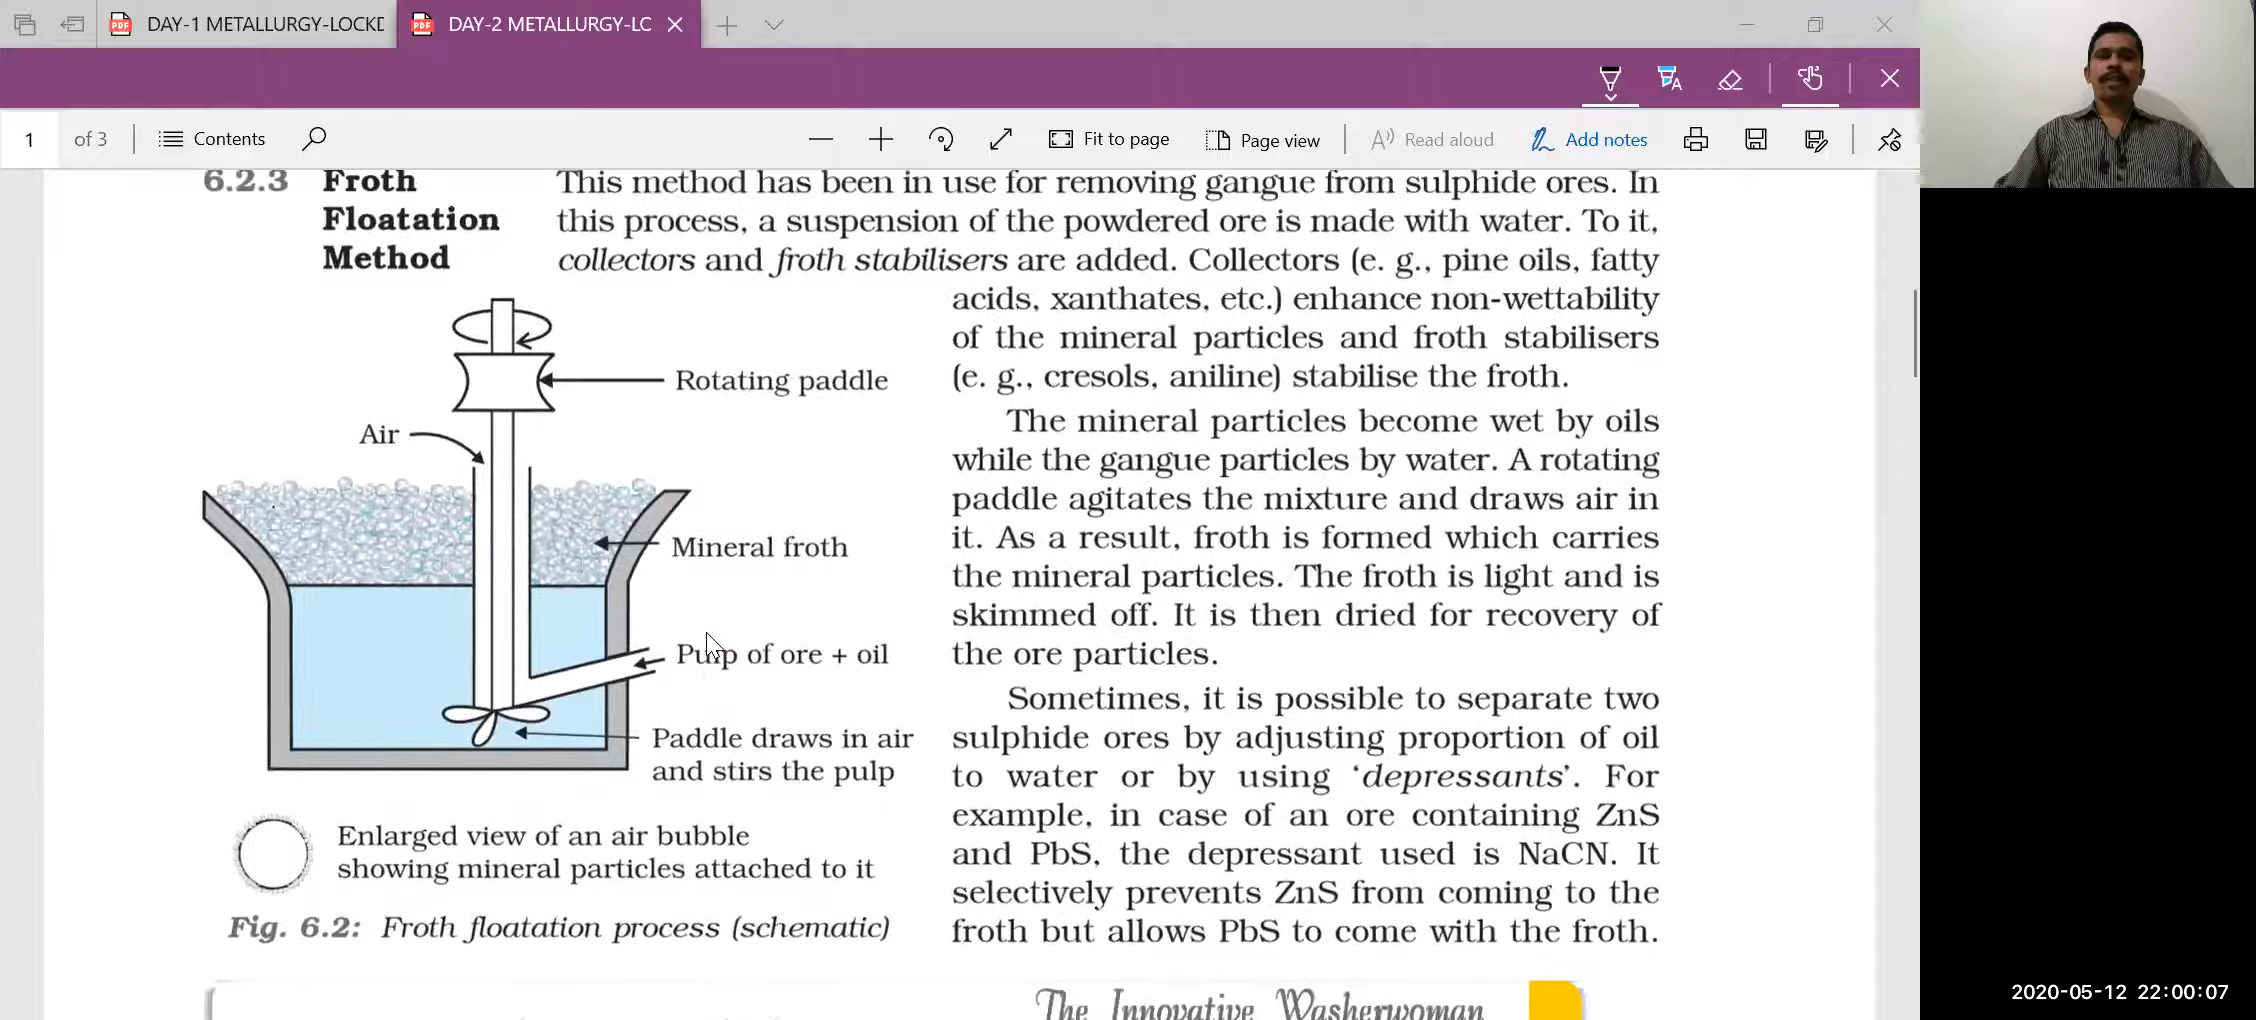 DAY-1 METALLURGY-LOCKD
DAY-2 METALLURGY-LC
1 of 3
Contents
Fit to page
Page view
Read aloud
Add notes
6.2.3 Froth
Floatation
Method
This method has been in use for removing gangue from sulphide ores. In
this process, a suspension of the powdered ore is made with water. To it,
collectors and froth stabilisers are added. Collectors (e. g., pine oils, fatty
acids, xanthates, etc.) enhance non-wettability
of the mineral particles and froth stabilisers
(e. g., cresols, aniline) stabilise the froth.
The mineral particles become wet by oils
while the gangue particles by water. A rotating
paddle agitates the mixture and draws air in
it. As a result, froth is formed which carries
the mineral particles. The froth is light and is
skimmed off. It is then dried for recovery of
the ore particles.
Sometimes, it is possible to separate two
sulphide ores by adjusting proportion of oil
to water or by using ‘depressants’. For
example, in case of an ore containing ZnS
and PbS, the depressant used is NaCN. It
selectively prevents ZnS from coming to the
froth but allows PbS to come with the froth.
Rotating paddle
Air
Mineral froth
Pulp of ore + oil
Paddle draws in air
and stirs the pulp
Enlarged view of an air bubble
showing mineral particles attached to it
Fig. 6.2: Froth floatation process (schematic)
The Innovative Washerwoman
2020-05-12 22:00:07